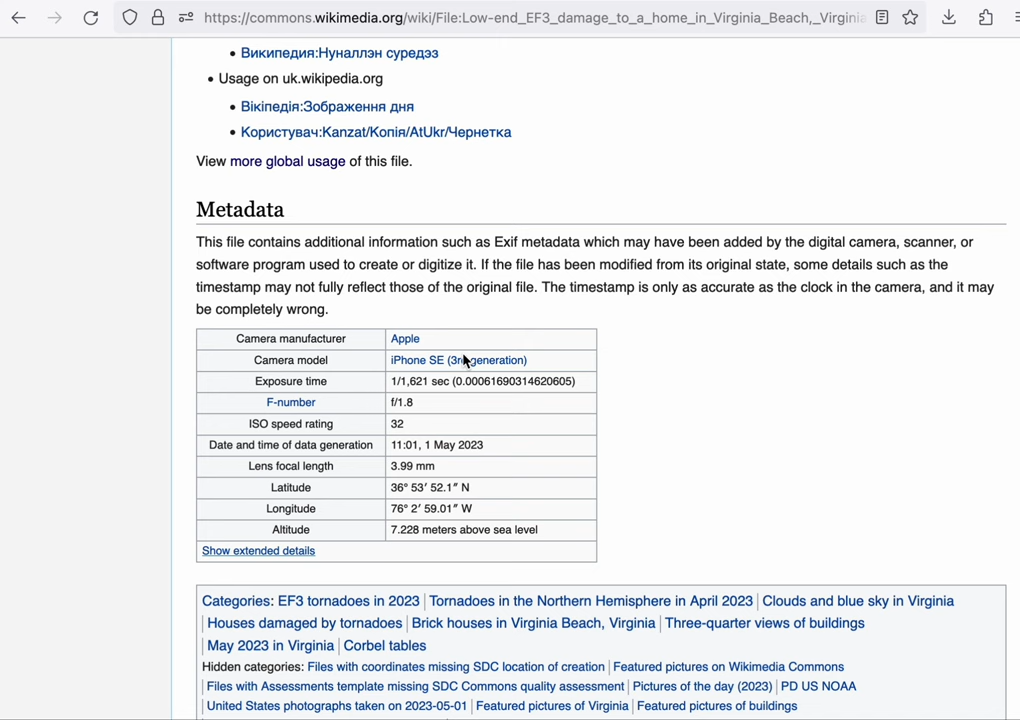 https://commons.wikimedia.org/wiki/File:Low-end_EF3_damage_to_a_home_in_Virginia_Beach,_Virginia
• Википедия:Нуналлэн суредэз
• Usage on uk.wikipedia.org
• Вікіпедія:Зображення дня
• Користувач:Kanzat/Копія/AtUkr/Чернетка
View more global usage of this file.
Metadata
This file contains additional information such as Exif metadata which may have been added by the digital camera, scanner, or
software program used to create or digitize it. If the file has been modified from its original state, some details such as the
timestamp may not fully reflect those of the original file. The timestamp is only as accurate as the clock in the camera, and it may
be completely wrong.
Camera manufacturer Apple
Camera model iPhone SE (3rd generation)
Exposure time 1/1,621 sec (0.00061690314620605)
F-number f/1.8
ISO speed rating 32
Date and time of data generation 11:01, 1 May 2023
Lens focal length 3.99 mm
Latitude 36° 53′ 52.1″ N
Longitude 76° 2′ 59.01″ W
Altitude 7.228 meters above sea level
Show extended details
Categories: EF3 tornadoes in 2023 | Tornadoes in the Northern Hemisphere in April 2023 | Clouds and blue sky in Virginia
| Houses damaged by tornadoes | Brick houses in Virginia Beach, Virginia | Three-quarter views of buildings
| May 2023 in Virginia | Corbel tables
Hidden categories: Files with coordinates missing SDC location of creation | Featured pictures on Wikimedia Commons
| Files with Assessments template missing SDC Commons quality assessment | Pictures of the day (2023) | PD US NOAA
| United States photographs taken on 2023-05-01 | Featured pictures of Virginia | Featured pictures of buildings